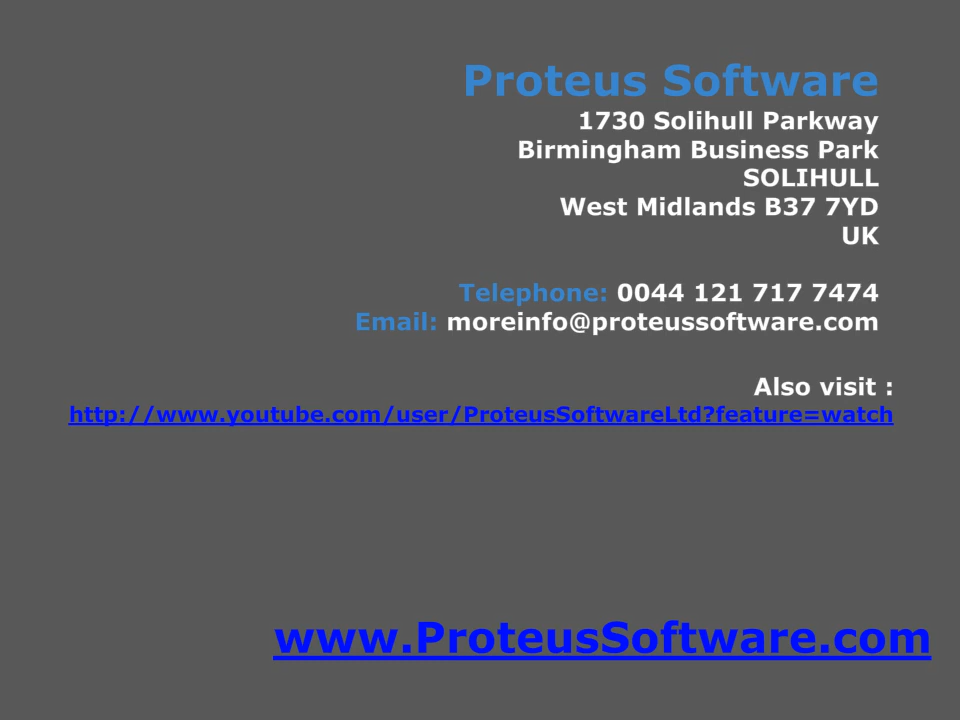 Proteus Software
1730 Solihull Parkway
Birmingham Business Park
SOLIHULL
West Midlands B37 7YD
UK
Telephone: 0044 121 717 7474
Email: moreinfo@proteussoftware.com
Also visit :
http://www.youtube.com/user/ProteusSoftwareLtd?feature=watch
www.ProteusSoftware.com